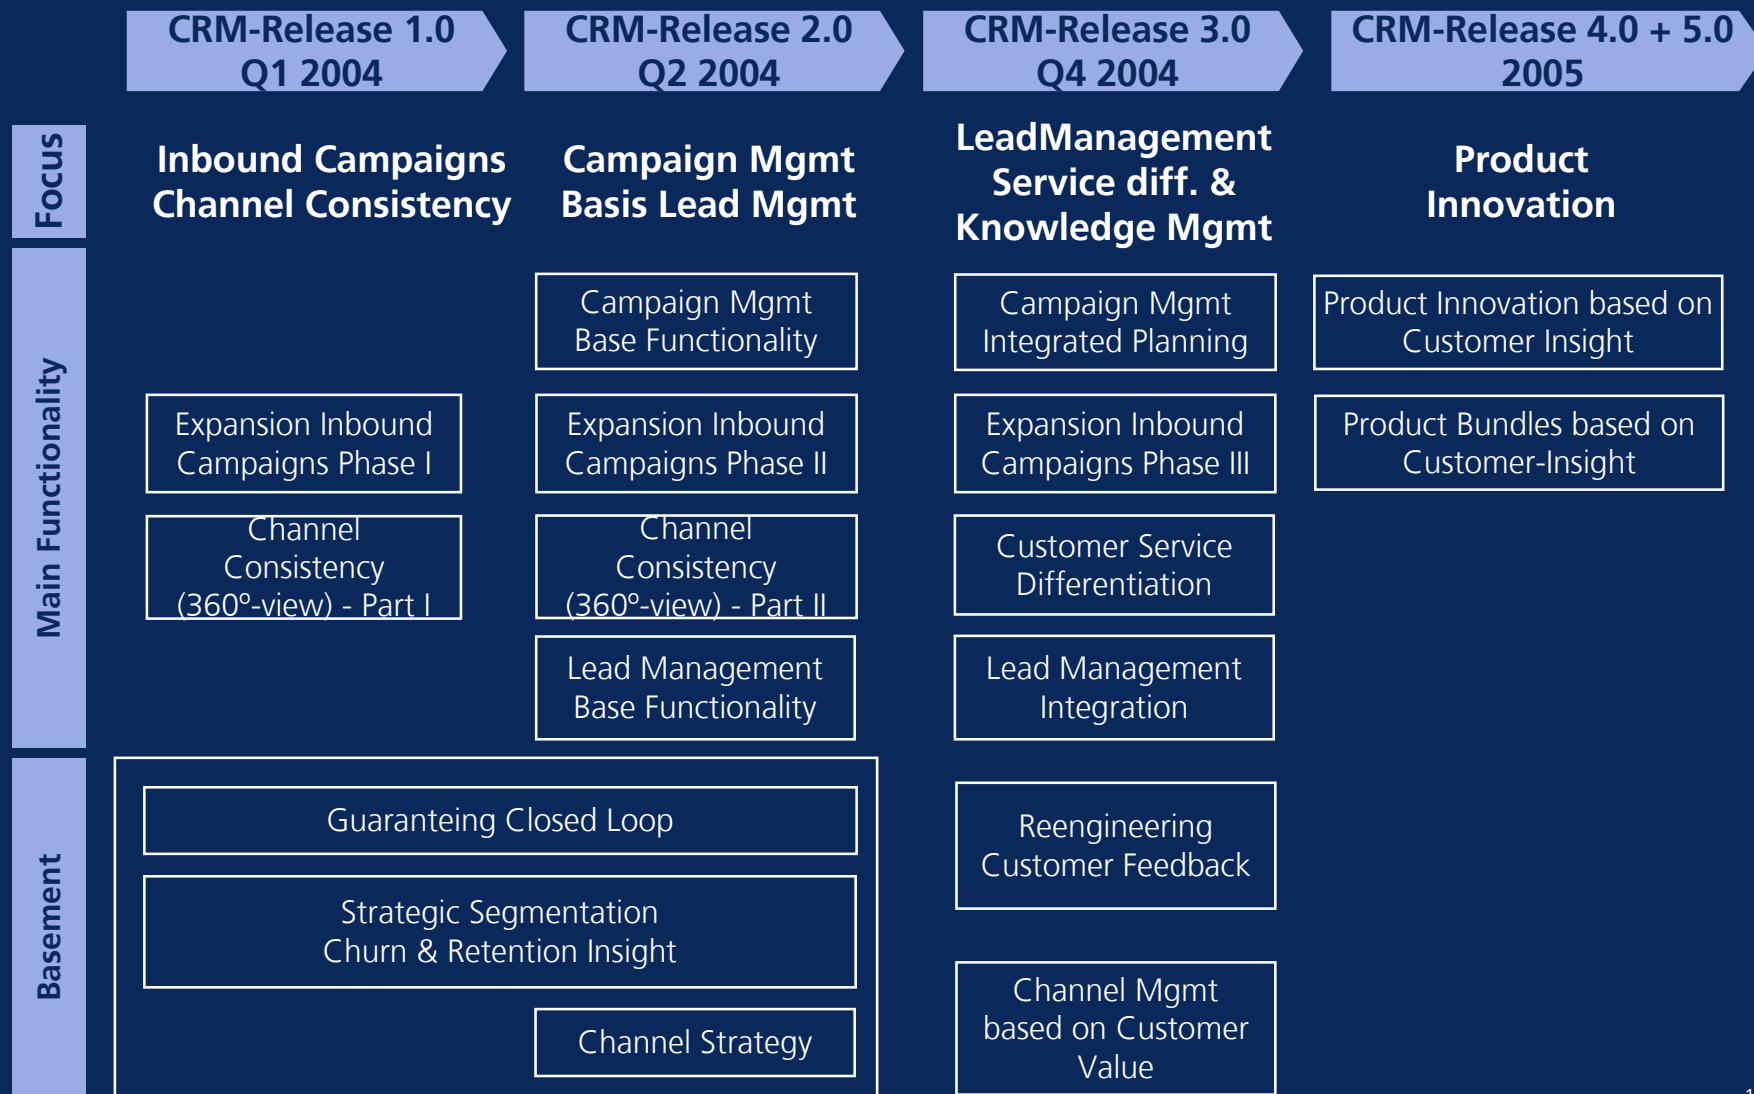 CRM-Release 1.0
Q1 2004
CRM-Release 2.0
Q2 2004
CRM-Release 3.0
Q4 2004
CRM-Release 4.0 + 5.0
2005
Focus
Inbound Campaigns
Channel Consistency
Campaign Mgmt
Basis Lead Mgmt
LeadManagement
Service diff. &
Knowledge Mgmt
Product
Innovation
Main Functionality
Campaign Mgmt
Base Functionality
Campaign Mgmt
Integrated Planning
Product Innovation based on
Customer Insight
Expansion Inbound
Campaigns Phase I
Expansion Inbound
Campaigns Phase II
Expansion Inbound
Campaigns Phase III
Product Bundles based on
Customer-Insight
Channel
Consistency
(360º-view) - Part I
Channel
Consistency
(360º-view) - Part II
Customer Service
Differentiation
Lead Management
Base Functionality
Lead Management
Integration
Basement
Guaranteing Closed Loop
Strategic Segmentation
Churn & Retention Insight
Channel Strategy
Reengineering
Customer Feedback
Channel Mgmt
based on Customer
Value